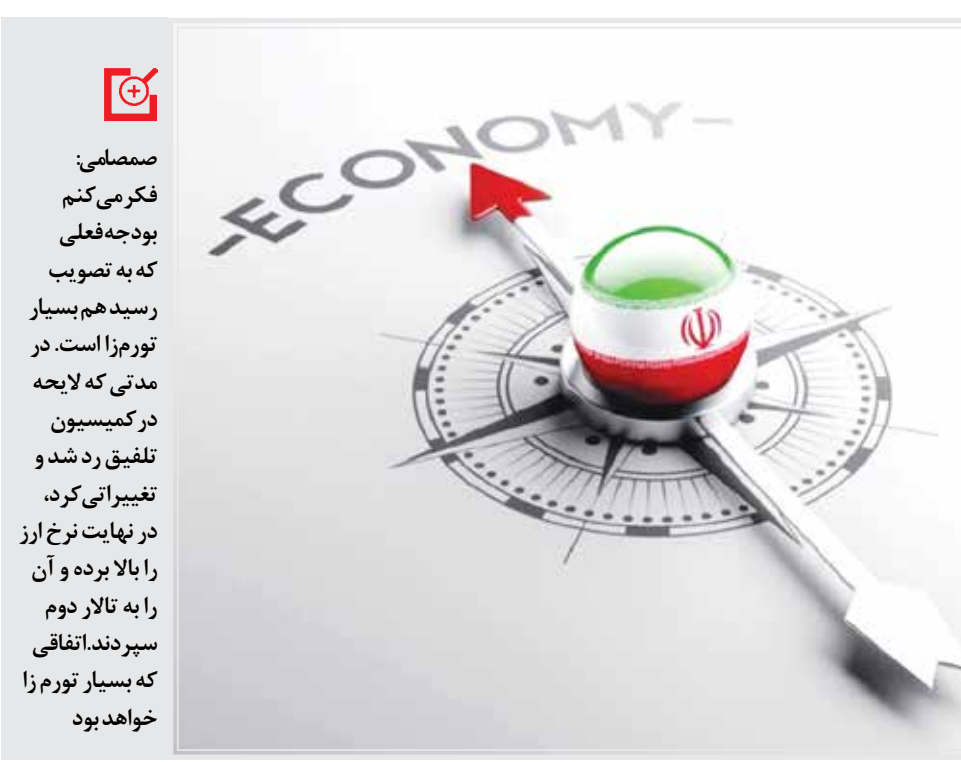 صمصامی:
فکر می‌کنم
بودجه فعلی
که به تصویب
رسید هم بسیار
تورم‌زا است. در
مدتی که لایحه
در کمیسیون
تلفیق رد شد و
تغییراتی کرد،
در نهایت نرخ ارز
را بالا برده و آن
را به تالار دوم
سپردند.اتفاقی
که بسیار تورم زا
خواهد بود
-ECONOMY-